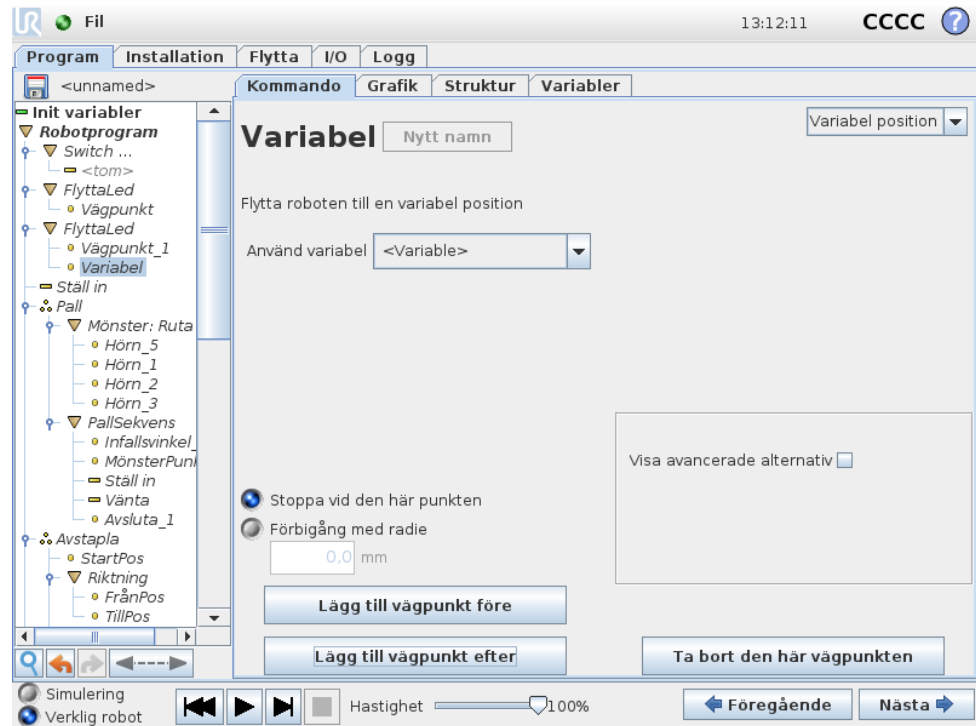 UR Fil 13:12:11 CCCC ?
Program Installation Flytta I/O Logg
<unnamed>
Kommando Grafik Struktur Variabler
Init variabler
Robotprogram
Switch ...
<tom>
FlyttaLed
Vägpunkt
FlyttaLed
Vägpunkt_1
Variabel
Ställ in
Pall
Mönster: Ruta
Hörn_5
Hörn_1
Hörn_2
Hörn_3
PallSekvens
Infallsvinkel_
MönsterPun
Ställ in
Vänta
Avsluta_1
Avstapla
StartPos
Riktning
FrånPos
TillPos
Variabel Nytt namn
Variabel position
Flytta roboten till en variabel position
Använd variabel <Variable>
Visa avancerade alternativ
Stoppa vid den här punkten
Förbigång med radie
0,0 mm
Lägg till vägpunkt före
Lägg till vägpunkt efter
Ta bort den här vägpunkten
Simulering
Verklig robot
Hastighet 100%
Föregående
Nästa